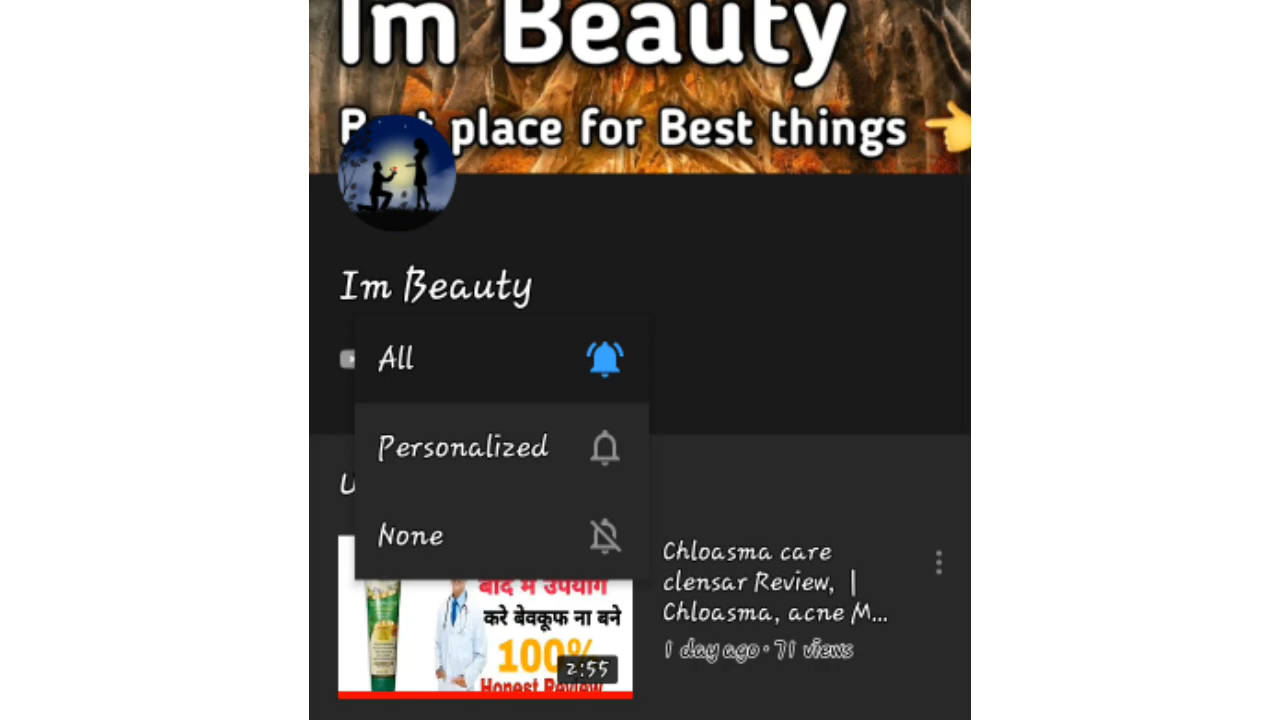 Im Beauty
place for Best things
Im Beauty
All
Personalized
None
बाद में उपयोग
करे बेवकूफ ना बने
100%
2:55
Honest Review
Chloasma care
clensar Review, |
Chloasma, acne M...
1 day ago • 71 views